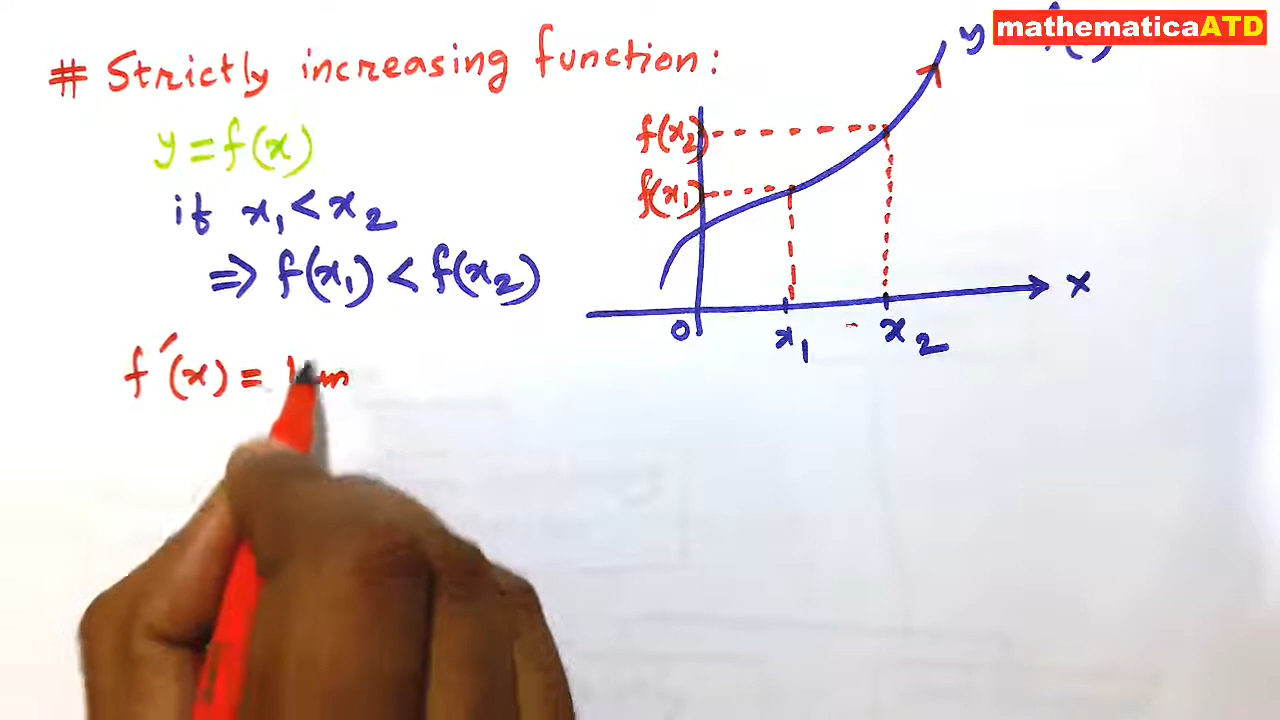 # Strictly increasing function:
y = f(x)
if x₁ < x₂
⇒ f(x₁) < f(x₂)
f′(x) =
mathematicaATD
y
f(x₂)
f(x₁)
x
0
x₁
x₂